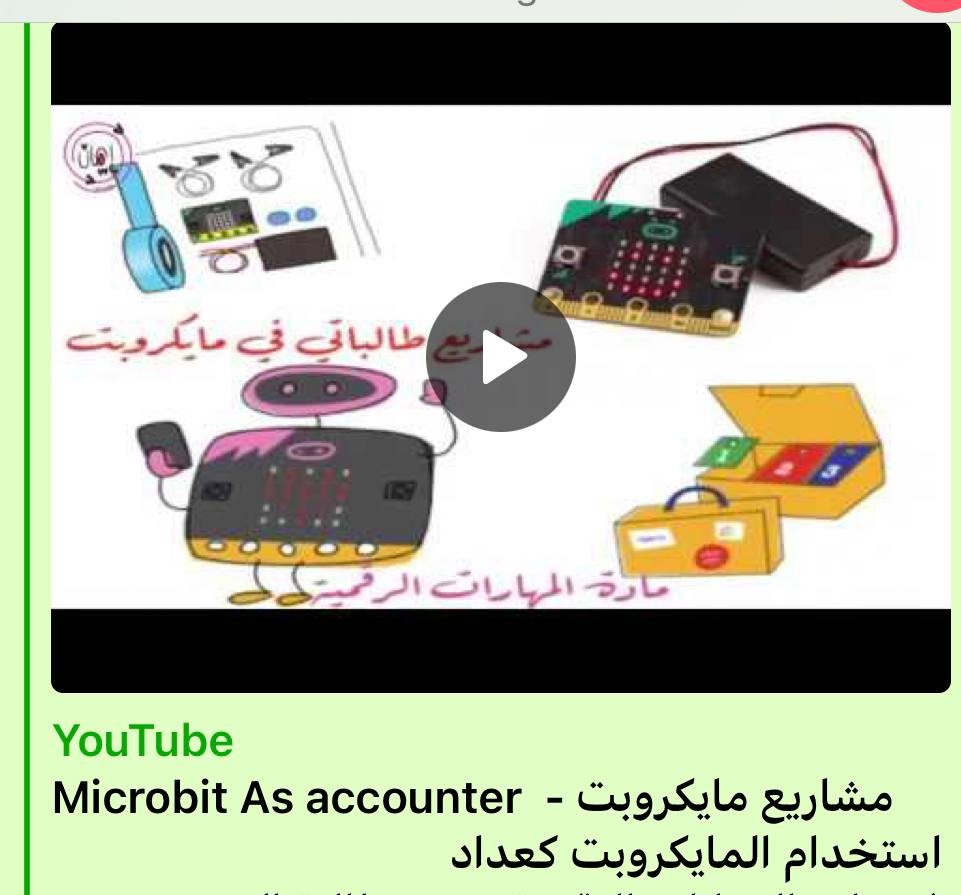 مشاريع طالباتي في مايكروبت
مادة المهارات الرقمية
YouTube
Microbit As accounter - مشاريع مايكروبت
استخدام المايكروبت كعداد